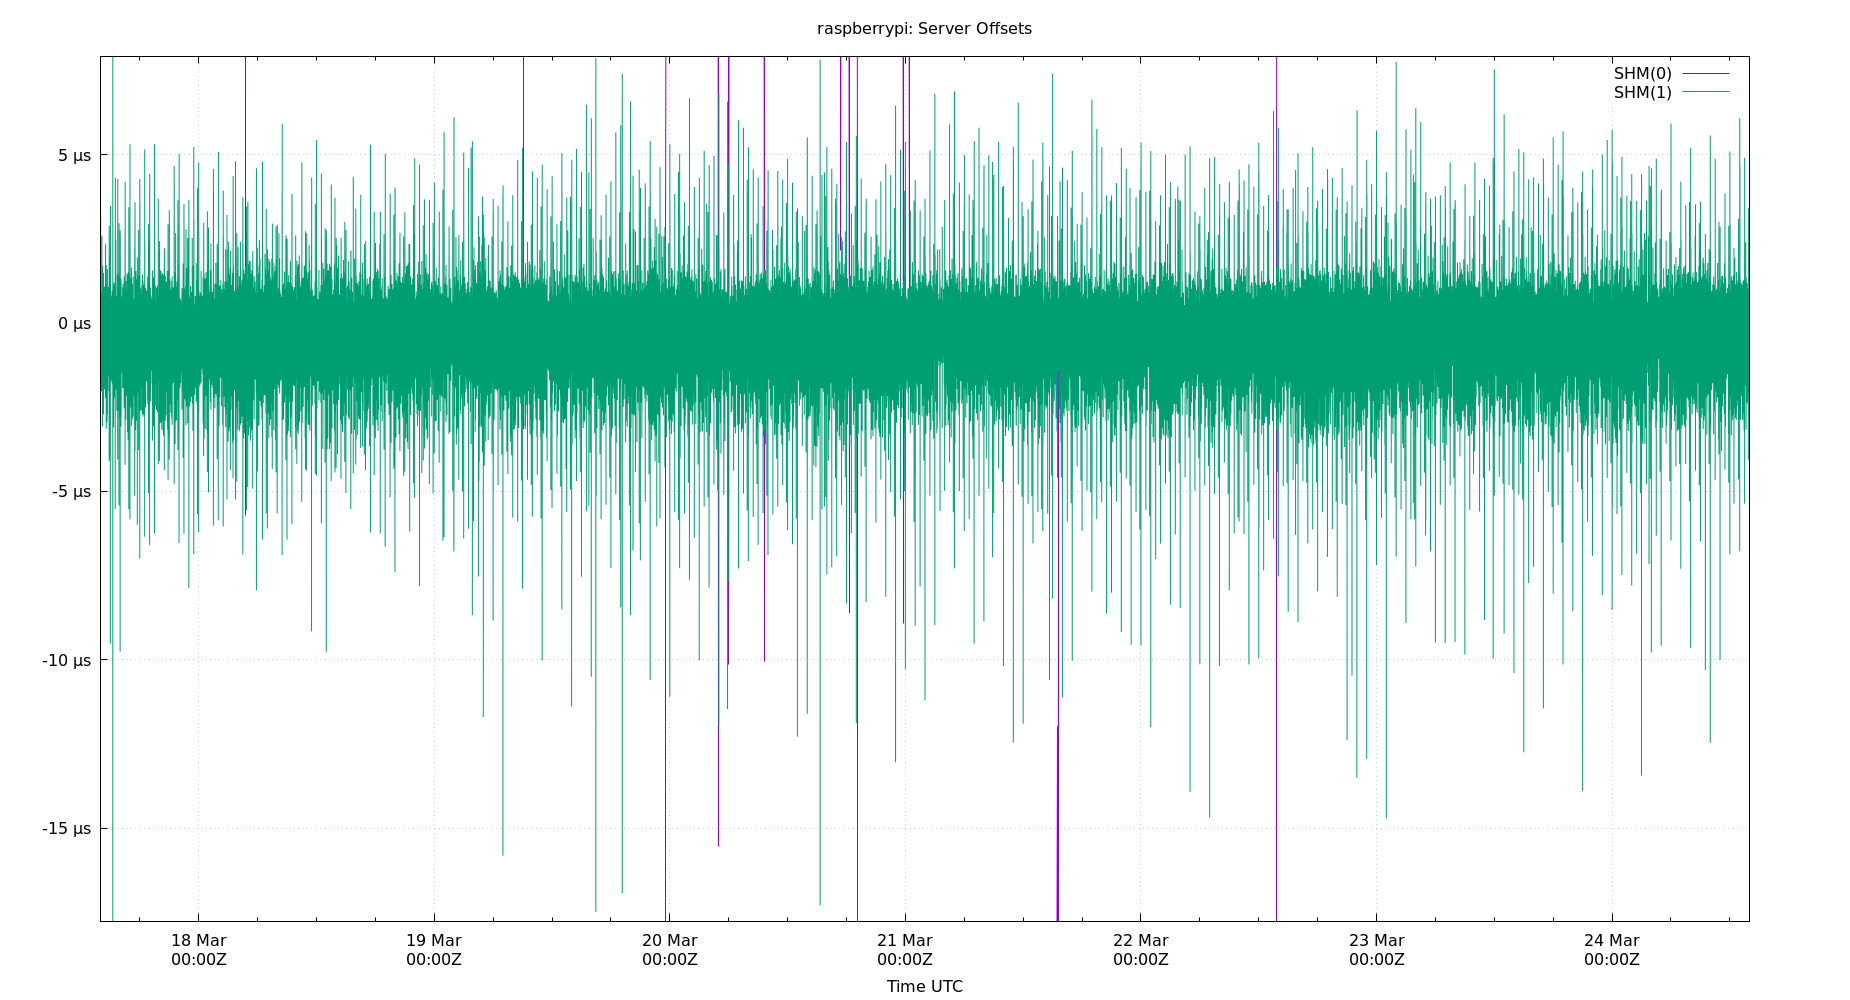 raspberrypi: Server Offsets
SHM(0)
SHM(1)
5 µs
0 µs
-5 µs
-10 µs
-15 µs
18 Mar
00:00Z
19 Mar
00:00Z
20 Mar
00:00Z
21 Mar
00:00Z
22 Mar
00:00Z
23 Mar
00:00Z
24 Mar
00:00Z
Time UTC